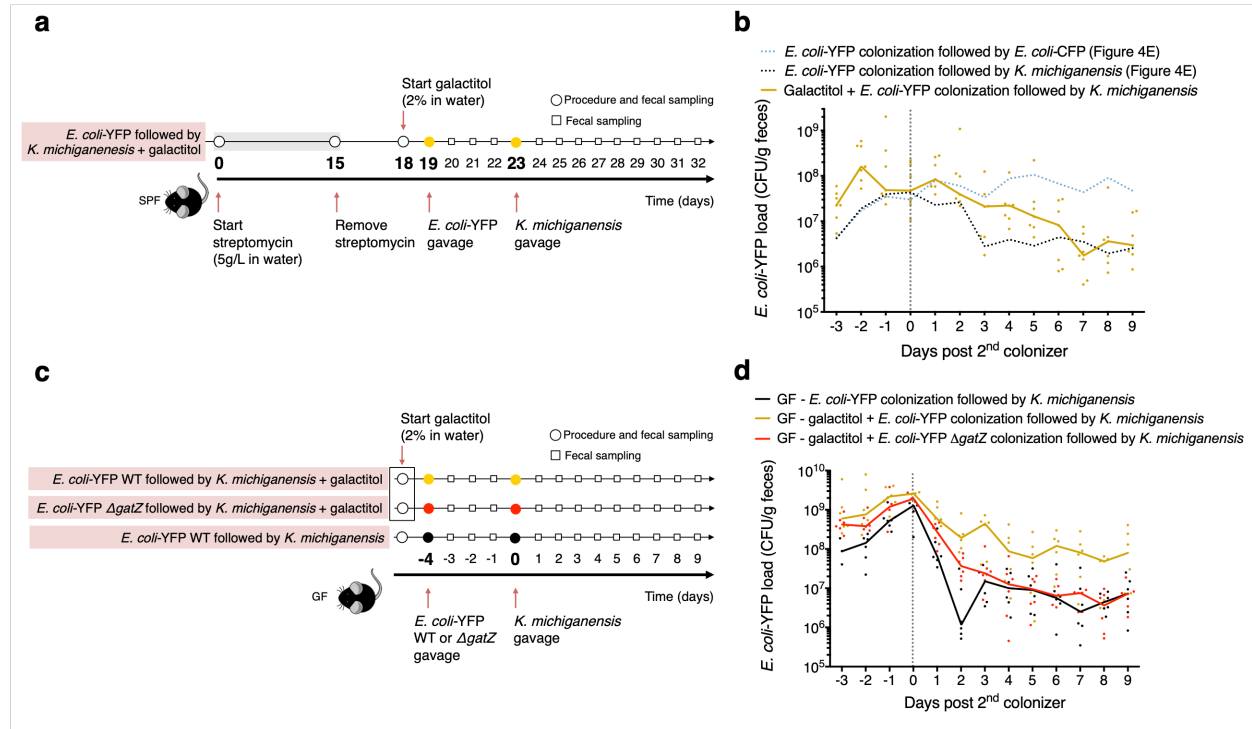 a
Start galactitol
(2% in water)
Procedure and fecal sampling
Fecal sampling
E. coli-YFP followed by
K. michiganenesis + galactitol
0 15 18 19 20 21 22 23 24 25 26 27 28 29 30 31 32
SPF
Time (days)
Start
streptomycin
(5g/L in water)
Remove
streptomycin
E. coli-YFP
gavage
K. michiganensis
gavage
b
E. coli-YFP colonization followed by E. coli-CFP (Figure 4E)
E. coli-YFP colonization followed by K. michiganensis (Figure 4E)
Galactitol + E. coli-YFP colonization followed by K. michiganensis
E. coli-YFP load (CFU/g feces)
10⁹
10⁸
10⁷
10⁶
10⁵
-3 -2 -1 0 1 2 3 4 5 6 7 8 9
Days post 2ⁿᵈ colonizer
c
Start galactitol
(2% in water)
Procedure and fecal sampling
Fecal sampling
E. coli-YFP WT followed by K. michiganensis + galactitol
E. coli-YFP ΔgatZ followed by K. michiganensis + galactitol
E. coli-YFP WT followed by K. michiganensis
-4 -3 -2 -1 0 1 2 3 4 5 6 7 8 9
GF
Time (days)
E. coli-YFP
WT or ΔgatZ
gavage
K. michiganensis
gavage
d
GF - E. coli-YFP colonization followed by K. michiganensis
GF - galactitol + E. coli-YFP colonization followed by K. michiganensis
GF - galactitol + E. coli-YFP ΔgatZ colonization followed by K. michiganensis
E. coli-YFP load (CFU/g feces)
10¹⁰
10⁹
10⁸
10⁷
10⁶
10⁵
-3 -2 -1 0 1 2 3 4 5 6 7 8 9
Days post 2ⁿᵈ colonizer